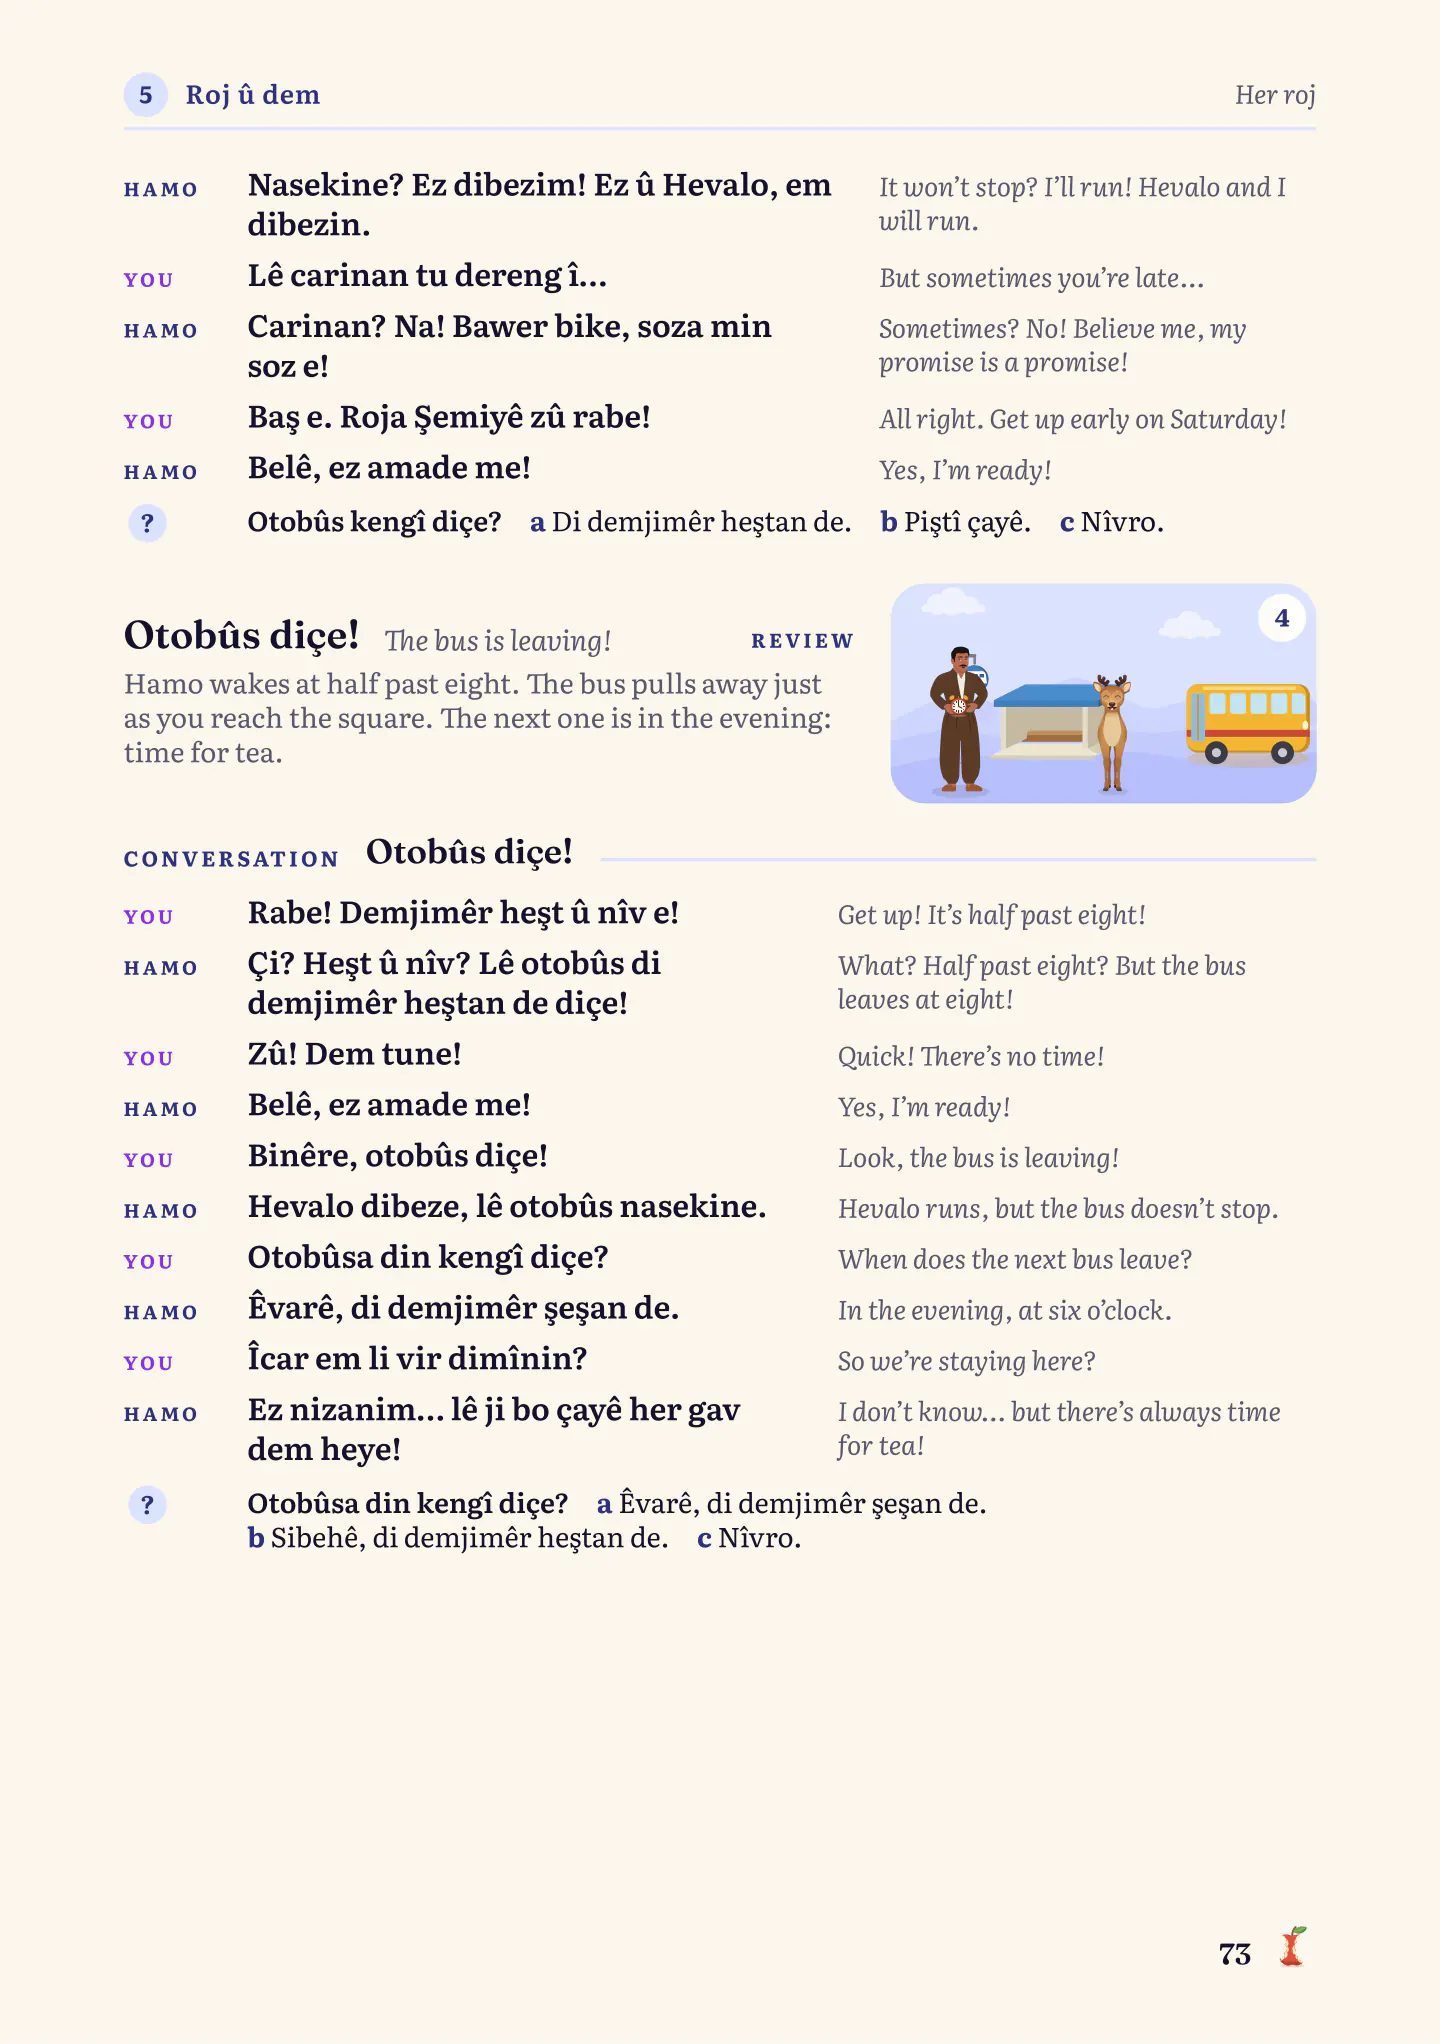 5 Roj û dem Her roj
HAMO Nasekine? Ez dibezim! Ez û Hevalo, em It won't stop? I'll run! Hevalo and I
dibezin. will run.
YOU Lê carinan tu dereng î… But sometimes you're late…
HAMO Carinan? Na! Bawer bike, soza min Sometimes? No! Believe me, my
soz e! promise is a promise!
YOU Baş e. Roja Şemiyê zû rabe! All right. Get up early on Saturday!
HAMO Belê, ez amade me! Yes, I'm ready!
? Otobûs kengî diçe? a Di demjimêr heştan de. b Piştî çayê. c Nîvro.
4
Otobûs diçe! The bus is leaving! REVIEW
Hamo wakes at half past eight. The bus pulls away just
as you reach the square. The next one is in the evening:
time for tea.
CONVERSATION Otobûs diçe!
YOU Rabe! Demjimêr heşt û nîv e! Get up! It's half past eight!
HAMO Çi? Heşt û nîv? Lê otobûs di What? Half past eight? But the bus
demjimêr heştan de diçe! leaves at eight!
YOU Zû! Dem tune! Quick! There's no time!
HAMO Belê, ez amade me! Yes, I'm ready!
YOU Binêre, otobûs diçe! Look, the bus is leaving!
HAMO Hevalo dibeze, lê otobûs nasekine. Hevalo runs, but the bus doesn't stop.
YOU Otobûsa din kengî diçe? When does the next bus leave?
HAMO Êvarê, di demjimêr şeşan de. In the evening, at six o'clock.
YOU Îcar em li vir dimînin? So we're staying here?
HAMO Ez nizanim… lê ji bo çayê her gav I don't know… but there's always time
dem heye! for tea!
? Otobûsa din kengî diçe? a Êvarê, di demjimêr şeşan de.
b Sibehê, di demjimêr heştan de. c Nîvro.
73